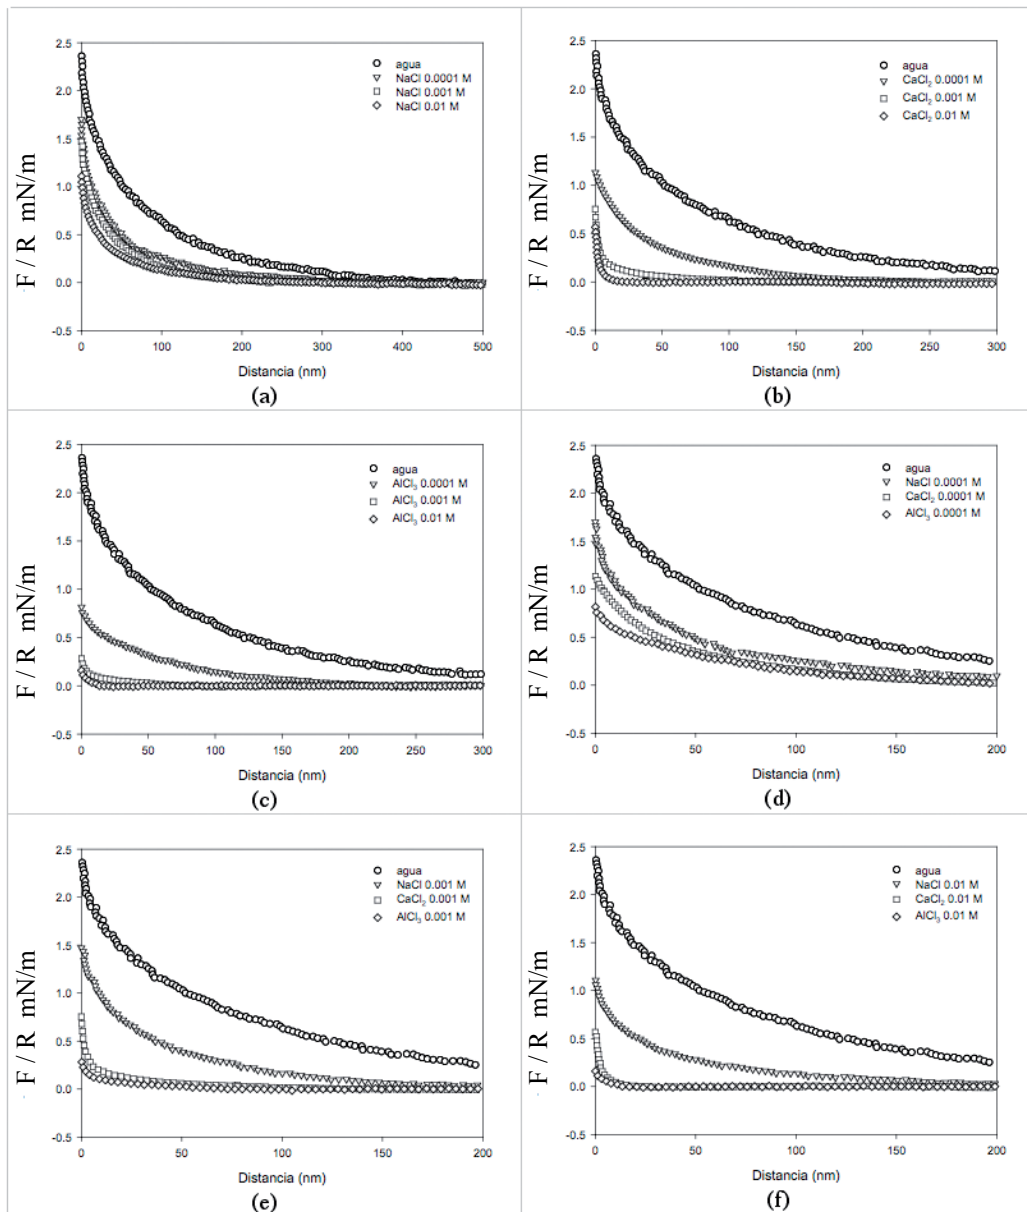 2.5
2.0
1.5
1.0
0.5
0.0
-0.5
F / R mN/m
agua
NaCl 0.0001 M
NaCl 0.001 M
NaCl 0.01 M
0 100 200 300 400 500
Distancia (nm)
(a)
2.5
2.0
1.5
1.0
0.5
0.0
-0.5
F / R mN/m
agua
CaCl₂ 0.0001 M
CaCl₂ 0.001 M
CaCl₂ 0.01 M
0 50 100 150 200 250 300
Distancia (nm)
(b)
2.5
2.0
1.5
1.0
0.5
0.0
-0.5
F / R mN/m
agua
AlCl₃ 0.0001 M
AlCl₃ 0.001 M
AlCl₃ 0.01 M
0 50 100 150 200 250 300
Distancia (nm)
(c)
2.5
2.0
1.5
1.0
0.5
0.0
-0.5
F / R mN/m
agua
NaCl 0.0001 M
CaCl₂ 0.0001 M
AlCl₃ 0.0001 M
0 50 100 150 200
Distancia (nm)
(d)
2.5
2.0
1.5
1.0
0.5
0.0
-0.5
F / R mN/m
agua
NaCl 0.001 M
CaCl₂ 0.001 M
AlCl₃ 0.001 M
0 50 100 150 200
Distancia (nm)
(e)
2.5
2.0
1.5
1.0
0.5
0.0
-0.5
F / R mN/m
agua
NaCl 0.01 M
CaCl₂ 0.01 M
AlCl₃ 0.01 M
0 50 100 150 200
Distancia (nm)
(f)